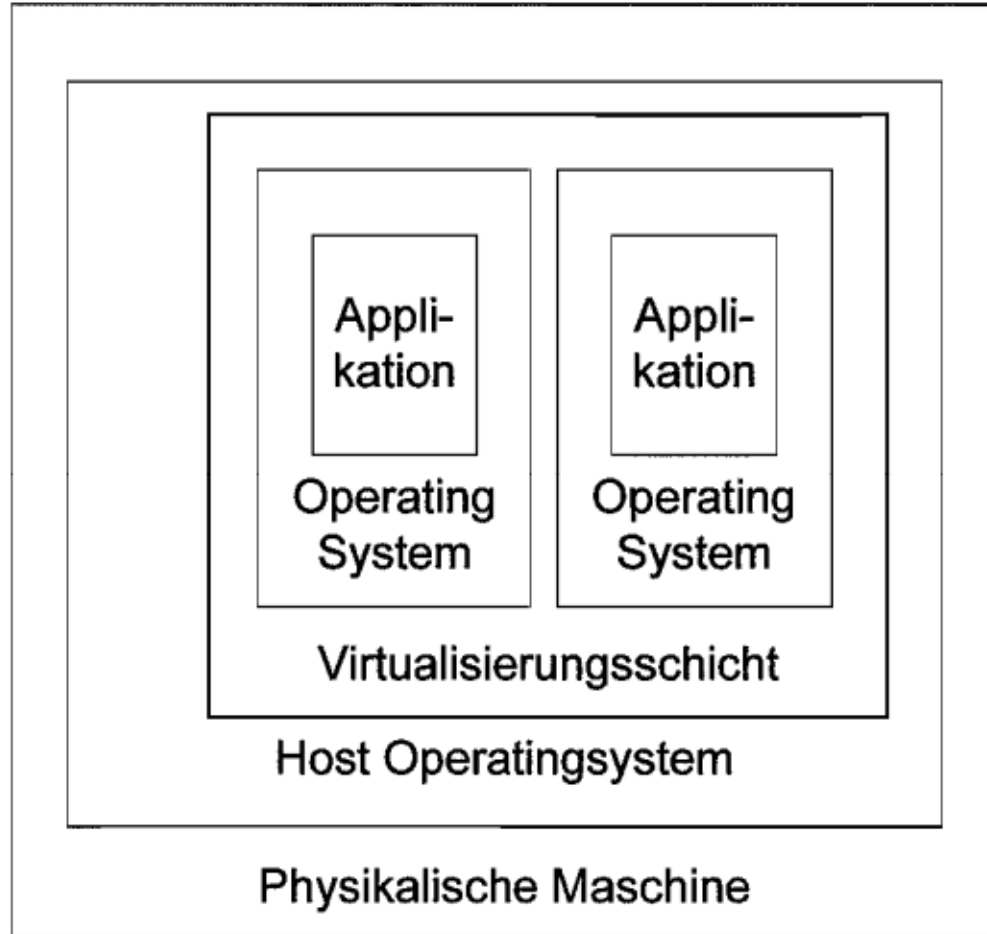 Appli-
kation
Operating
System
Appli-
kation
Operating
System
Virtualisierungsschicht
Host Operatingsystem
Physikalische Maschine